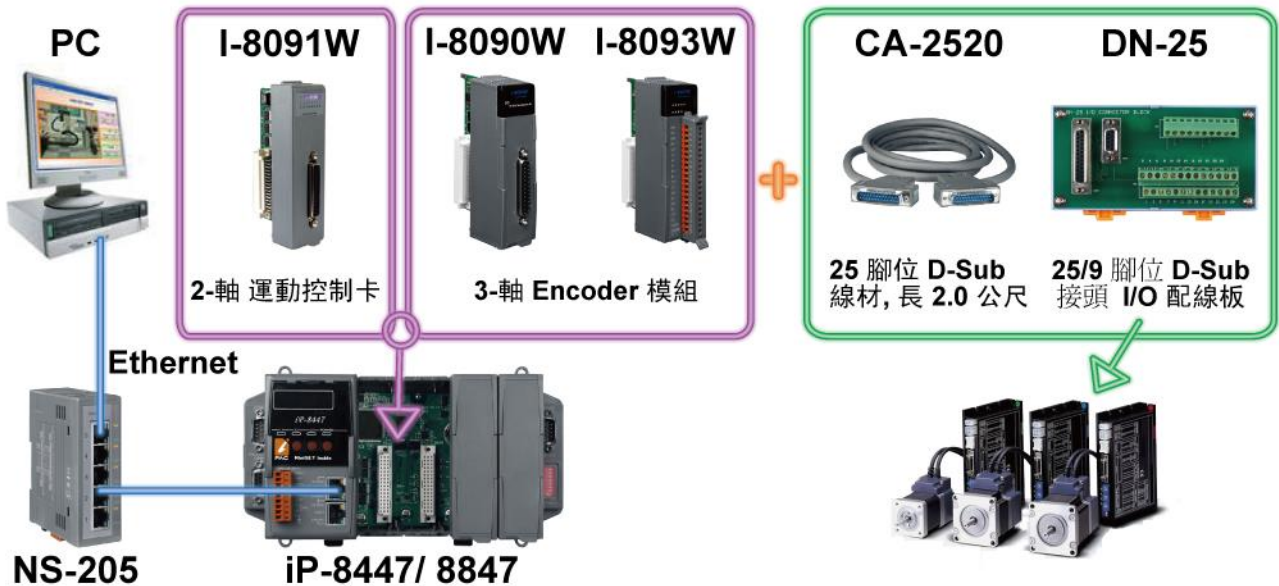 PC
I-8091W
I-8090W
I-8093W
CA-2520
DN-25
2-軸 運動控制卡
3-軸 Encoder 模組
25 腳位 D-Sub
線材, 長 2.0 公尺
25/9 腳位 D-Sub
接頭 I/O 配線板
Ethernet
iP-8447
NS-205
iP-8447/ 8847